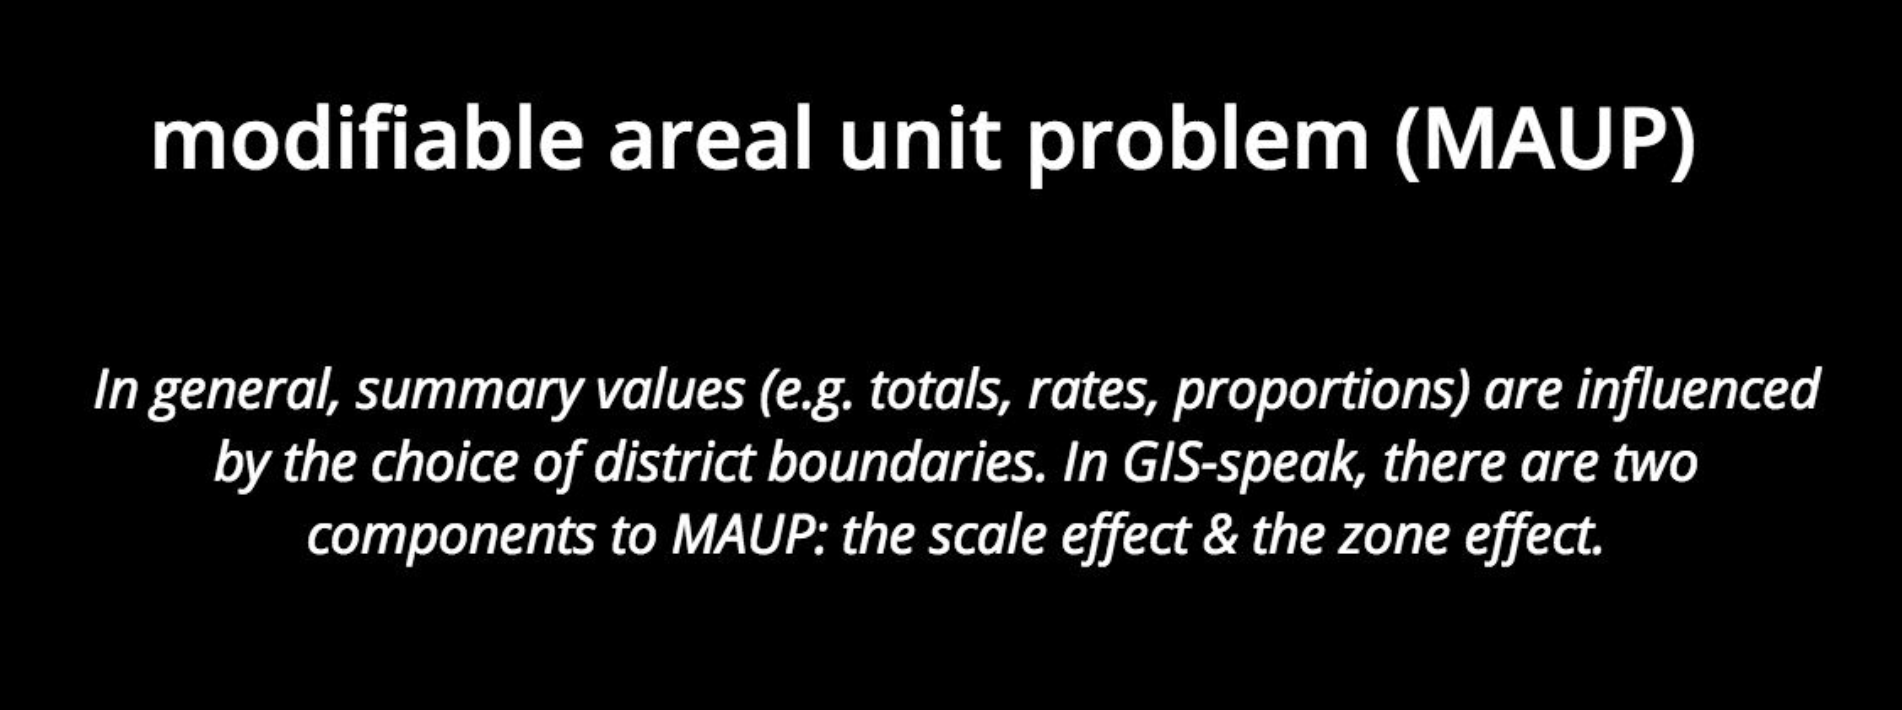 modifiable areal unit problem (MAUP)
In general, summary values (e.g. totals, rates, proportions) are influenced
by the choice of district boundaries. In GIS-speak, there are two
components to MAUP: the scale effect & the zone effect.